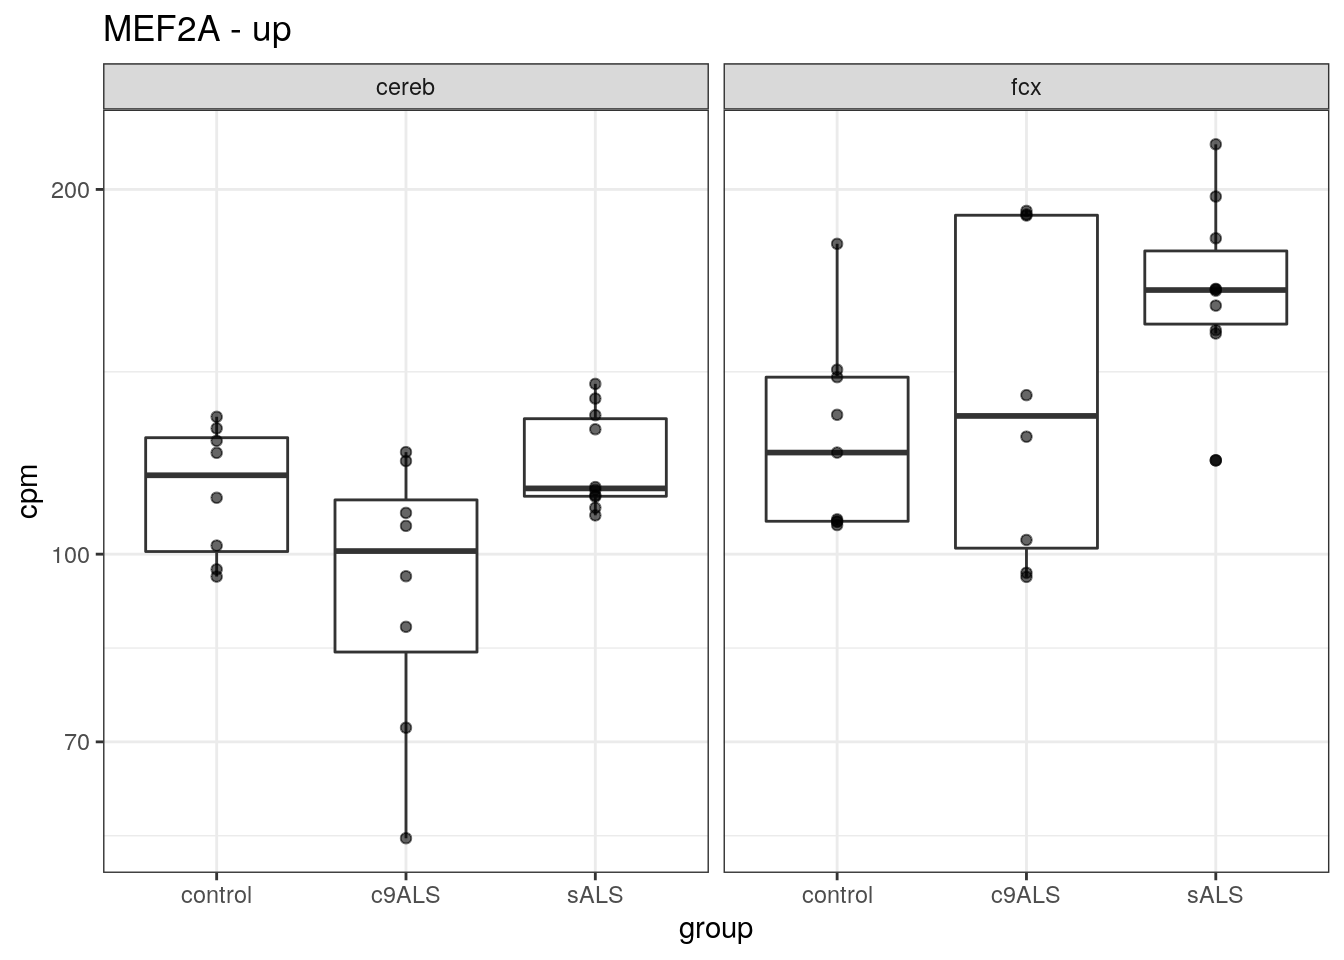 MEF2A - up
cereb
fcx
200
100
70
cpm
control
c9ALS
sALS
control
c9ALS
sALS
group